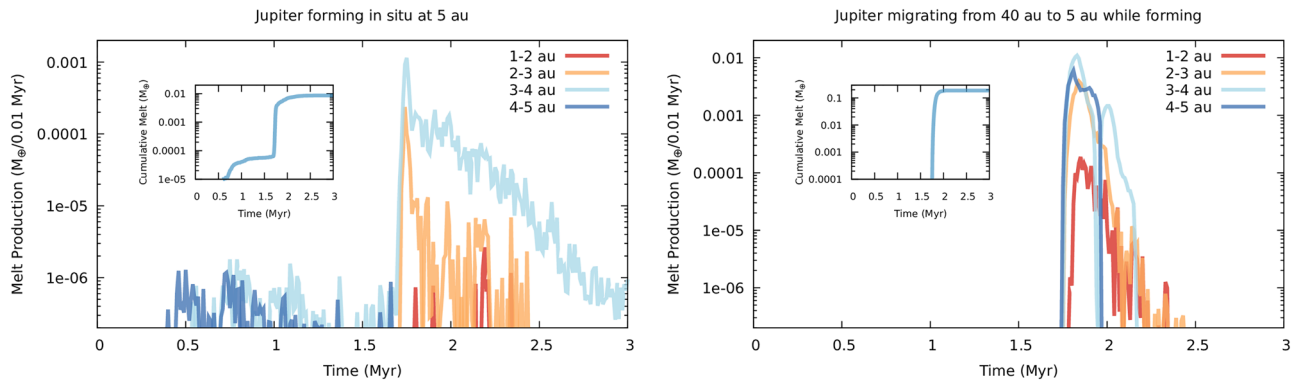 Jupiter forming in situ at 5 au
Melt Production (M⊕/0.01 Myr)
0.001
0.0001
1e-05
1e-06
0
0.5
1
1.5
2
2.5
3
Time (Myr)
1-2 au
2-3 au
3-4 au
4-5 au
Cumulative Melt (M⊕)
0.01
0.001
0.0001
1e-05
0 0.5 1 1.5 2 2.5 3
Time (Myr)
Jupiter migrating from 40 au to 5 au while forming
Melt Production (M⊕/0.01 Myr)
0.01
0.001
0.0001
1e-05
1e-06
0
0.5
1
1.5
2
2.5
3
Time (Myr)
1-2 au
2-3 au
3-4 au
4-5 au
Cumulative Melt (M⊕)
0.1
0.01
0.001
0.0001
0 0.5 1 1.5 2 2.5 3
Time (Myr)